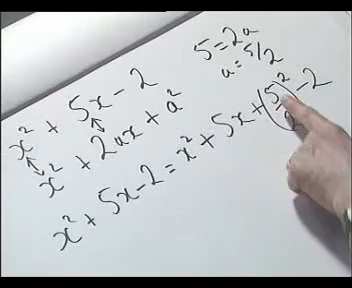 x² + 5x - 2
5 = 2a
a = 5/2
x² + 2ax + a²
x² + 5x - 2 = x² + 5x + (5/2)² - 2